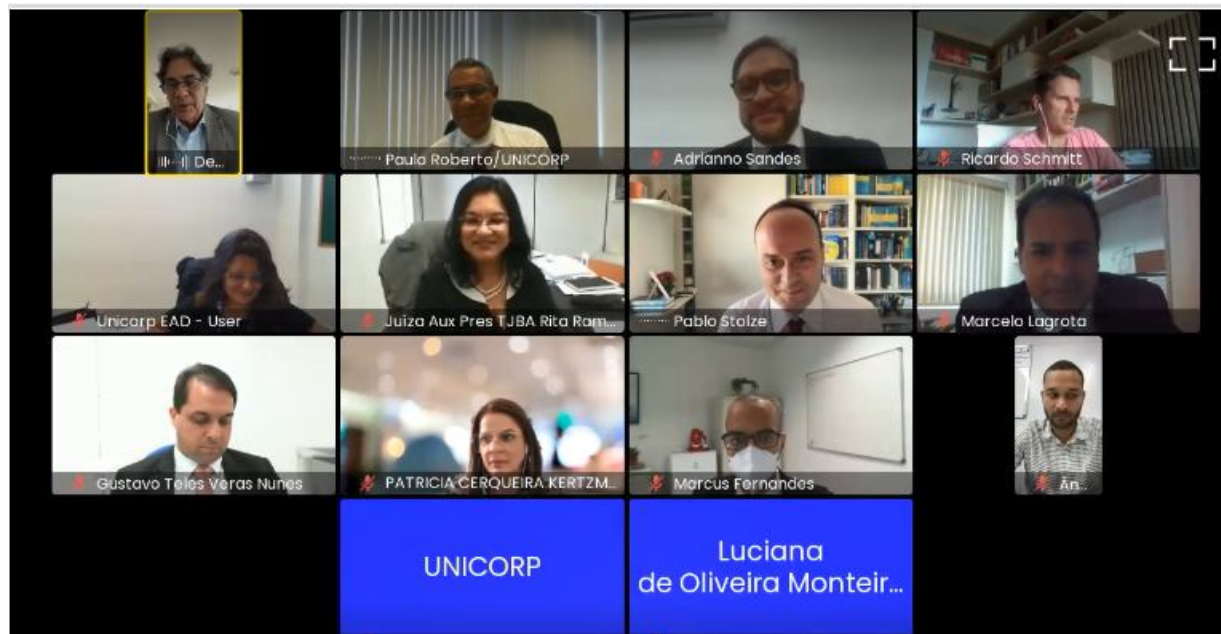 De...
Paulo Roberto/UNICORP
Adrianno Sandes
Ricardo Schmitt
Unicorp EAD - User
Juíza Aux Pres TJBA Rita Ram...
Pablo Stolze
Marcelo Lagrota
Gustavo Teles Veras Nunes
PATRICIA CERQUEIRA KERTZM...
Marcus Fernandes
Ân...
UNICORP
Luciana
de Oliveira Monteir...